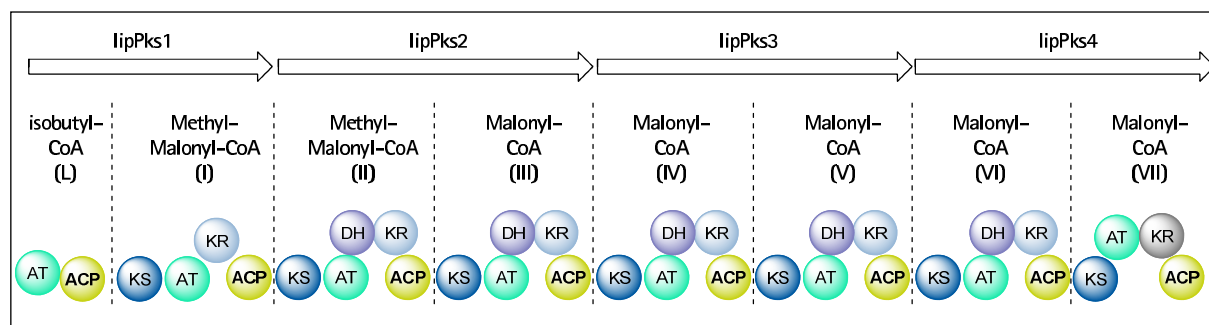 lipPks1 lipPks2 lipPks3 lipPks4
isobutyl-
CoA
(L)
Methyl-
Malonyl-CoA
(I)
Methyl-
Malonyl-CoA
(II)
Malonyl-
CoA
(III)
Malonyl-
CoA
(IV)
Malonyl-
CoA
(V)
Malonyl-
CoA
(VI)
Malonyl-
CoA
(VII)
AT ACP
KS AT KR ACP
KS AT DH KR ACP
KS AT DH KR ACP
KS AT DH KR ACP
KS AT DH KR ACP
KS AT DH KR ACP
KS AT KR ACP